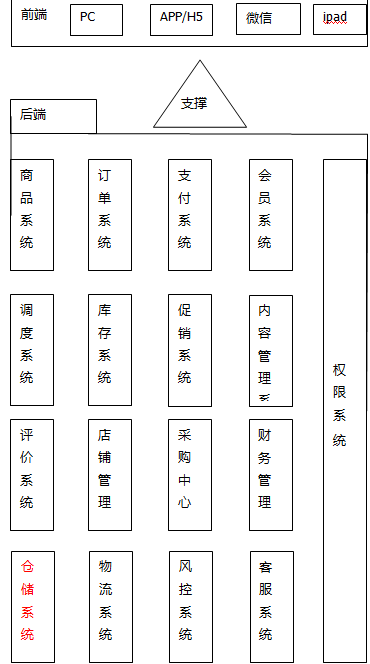 前端
PC
APP/H5
微信
ipad
支撑
后端
商品系统
订单系统
支付系统
会员系统
调度系统
库存系统
促销系统
内容管理系
权限系统
评价系统
店铺管理
采购中心
财务管理
仓储系统
物流系统
风控系统
客服系统